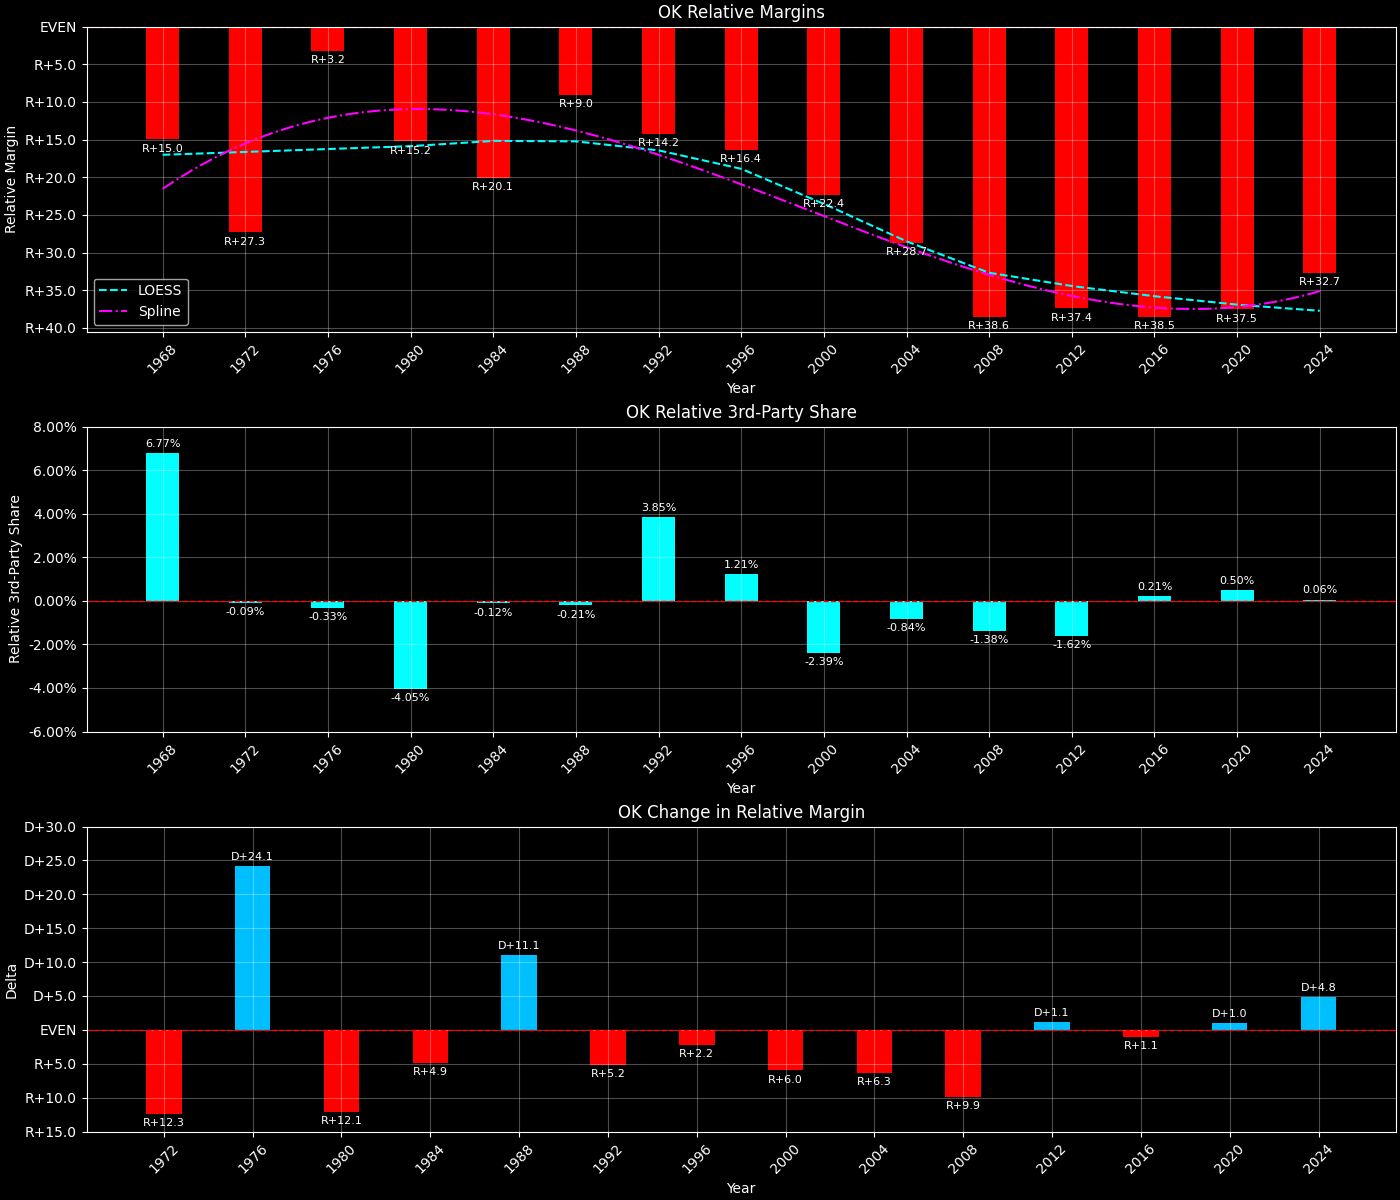 OK Relative Margins
EVEN
R+5.0
R+10.0
R+15.0
R+20.0
R+25.0
R+30.0
R+35.0
R+40.0
Relative Margin
R+15.0
R+27.3
R+3.2
R+15.2
R+20.1
R+9.0
R+14.2
R+16.4
R+22.4
R+28.7
R+38.6
R+37.4
R+38.5
R+37.5
R+32.7
LOESS
Spline
1968
1972
1976
1980
1984
1988
1992
1996
2000
2004
2008
2012
2016
2020
2024
Year
OK Relative 3rd-Party Share
8.00%
6.00%
4.00%
2.00%
0.00%
-2.00%
-4.00%
-6.00%
Relative 3rd-Party Share
6.77%
-0.09%
-0.33%
-4.05%
-0.12%
-0.21%
3.85%
1.21%
-2.39%
-0.84%
-1.38%
-1.62%
0.21%
0.50%
0.06%
1968
1972
1976
1980
1984
1988
1992
1996
2000
2004
2008
2012
2016
2020
2024
Year
OK Change in Relative Margin
D+30.0
D+25.0
D+20.0
D+15.0
D+10.0
D+5.0
EVEN
R+5.0
R+10.0
R+15.0
Delta
R+12.3
D+24.1
R+12.1
R+4.9
D+11.1
R+5.2
R+2.2
R+6.0
R+6.3
R+9.9
D+1.1
R+1.1
D+1.0
D+4.8
1972
1976
1980
1984
1988
1992
1996
2000
2004
2008
2012
2016
2020
2024
Year